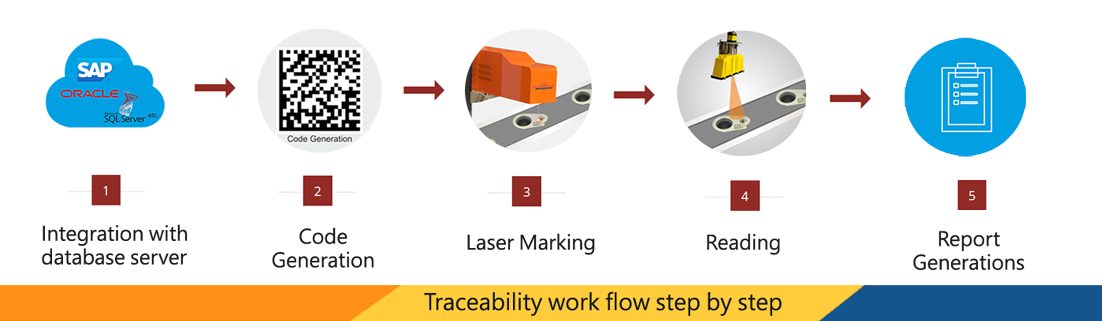 SAP
ORACLE
SQL Server etc.
Code Generation
1
2
3
4
5
Integration with
database server
Code
Generation
Laser Marking
Reading
Report
Generations
Traceability work flow step by step